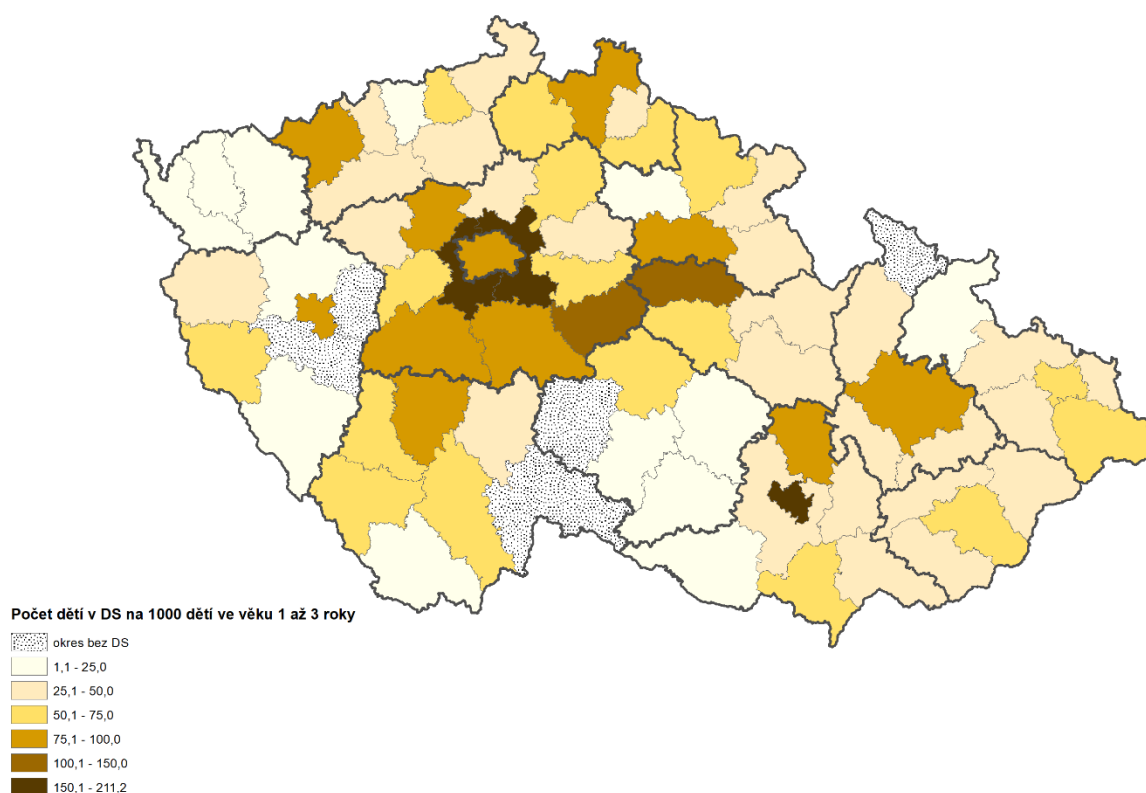 Počet dětí v DS na 1000 dětí ve věku 1 až 3 roky
okres bez DS
1,1 - 25,0
25,1 - 50,0
50,1 - 75,0
75,1 - 100,0
100,1 - 150,0
150,1 - 211,2